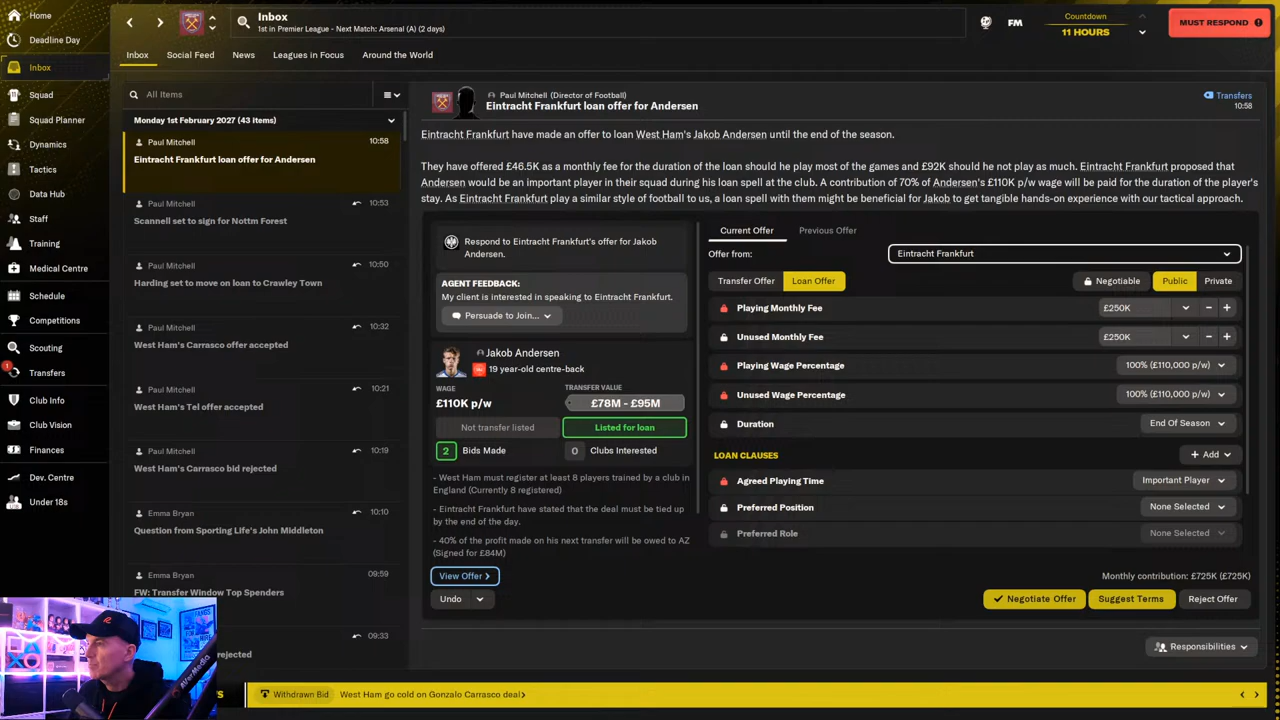 Home
Deadline Day
Inbox
Squad
Squad Planner
Dynamics
Tactics
Data Hub
Staff
Training
Medical Centre
Schedule
Competitions
Scouting
1
Transfers
Club Info
Club Vision
Finances
Dev. Centre
Under 18s
Inbox
1st in Premier League - Next Match: Arsenal (A) (2 days)
FM
Countdown
11 HOURS
MUST RESPOND
Inbox Social Feed News Leagues in Focus Around the World
All Items
Monday 1st February 2027 (43 items)
Paul Mitchell 10:58
Eintracht Frankfurt loan offer for Andersen
Paul Mitchell 10:53
Scannell set to sign for Nottm Forest
Paul Mitchell 10:50
Harding set to move on loan to Crawley Town
Paul Mitchell 10:32
West Ham's Carrasco offer accepted
Paul Mitchell 10:21
West Ham's Tel offer accepted
Paul Mitchell 10:19
West Ham's Carrasco bid rejected
Emma Bryan 10:10
Question from Sporting Life's John Middleton
Emma Bryan 09:59
FW: Transfer Window Top Spenders
09:33
rejected
Paul Mitchell (Director of Football)
Eintracht Frankfurt loan offer for Andersen
Transfers
10:58
Eintracht Frankfurt have made an offer to loan West Ham's Jakob Andersen until the end of the season.
They have offered £46.5K as a monthly fee for the duration of the loan should he play most of the games and £92K should he not play as much. Eintracht Frankfurt proposed that
Andersen would be an important player in their squad during his loan spell at the club. A contribution of 70% of Andersen's £110K p/w wage will be paid for the duration of the player's
stay. As Eintracht Frankfurt play a similar style of football to us, a loan spell with them might be beneficial for Jakob to get tangible hands-on experience with our tactical approach.
Respond to Eintracht Frankfurt's offer for Jakob
Andersen.
AGENT FEEDBACK:
My client is interested in speaking to Eintracht Frankfurt.
Persuade to Join...
Jakob Andersen
19 year-old centre-back
WAGE TRANSFER VALUE
£110K p/w £78M - £95M
Not transfer listed Listed for loan
2 Bids Made 0 Clubs Interested
- West Ham must register at least 8 players trained by a club in
England (Currently 8 registered)
- Eintracht Frankfurt have stated that the deal must be tied up
by the end of the day.
- 40% of the profit made on his next transfer will be owed to AZ
(Signed for £84M)
View Offer
Undo
Current Offer Previous Offer
Offer from: Eintracht Frankfurt
Transfer Offer Loan Offer Negotiable Public Private
Playing Monthly Fee £250K
Unused Monthly Fee £250K
Playing Wage Percentage 100% (£110,000 p/w)
Unused Wage Percentage 100% (£110,000 p/w)
Duration End Of Season
LOAN CLAUSES + Add
Agreed Playing Time Important Player
Preferred Position None Selected
Preferred Role None Selected
Monthly contribution: £725K (£725K)
Negotiate Offer Suggest Terms Reject Offer
Responsibilities
Withdrawn Bid West Ham go cold on Gonzalo Carrasco deal